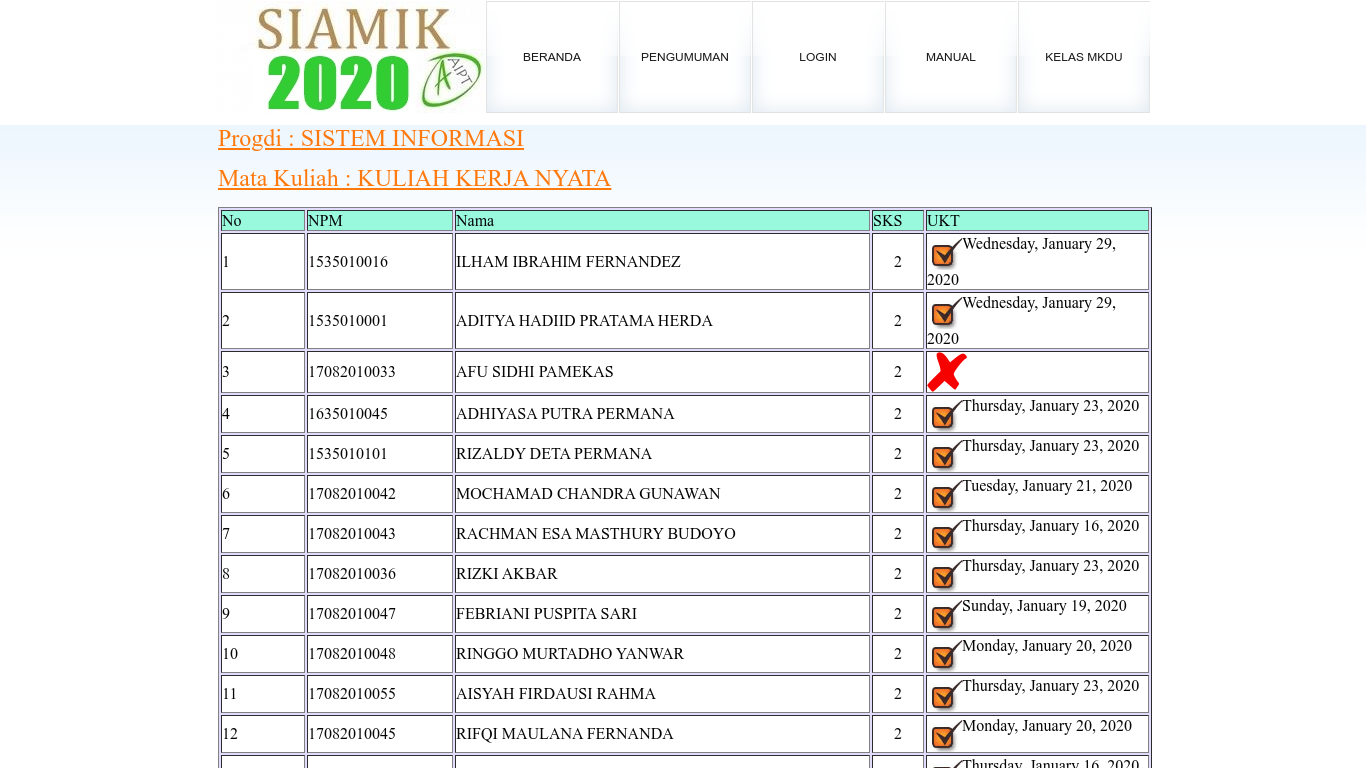 SIAMIK
2020
A AIPT
BERANDA PENGUMUMAN LOGIN MANUAL KELAS MKDU
Progdi : SISTEM INFORMASI
Mata Kuliah : KULIAH KERJA NYATA
No NPM Nama SKS UKT
1 1535010016 ILHAM IBRAHIM FERNANDEZ 2 Wednesday, January 29,
2020
2 1535010001 ADITYA HADIID PRATAMA HERDA 2 Wednesday, January 29,
2020
3 17082010033 AFU SIDHI PAMEKAS 2
4 1635010045 ADHIYASA PUTRA PERMANA 2 Thursday, January 23, 2020
5 1535010101 RIZALDY DETA PERMANA 2 Thursday, January 23, 2020
6 17082010042 MOCHAMAD CHANDRA GUNAWAN 2 Tuesday, January 21, 2020
7 17082010043 RACHMAN ESA MASTHURY BUDOYO 2 Thursday, January 16, 2020
8 17082010036 RIZKI AKBAR 2 Thursday, January 23, 2020
9 17082010047 FEBRIANI PUSPITA SARI 2 Sunday, January 19, 2020
10 17082010048 RINGGO MURTADHO YANWAR 2 Monday, January 20, 2020
11 17082010055 AISYAH FIRDAUSI RAHMA 2 Thursday, January 23, 2020
12 17082010045 RIFQI MAULANA FERNANDA 2 Monday, January 20, 2020
Thursday, January 16, 2020